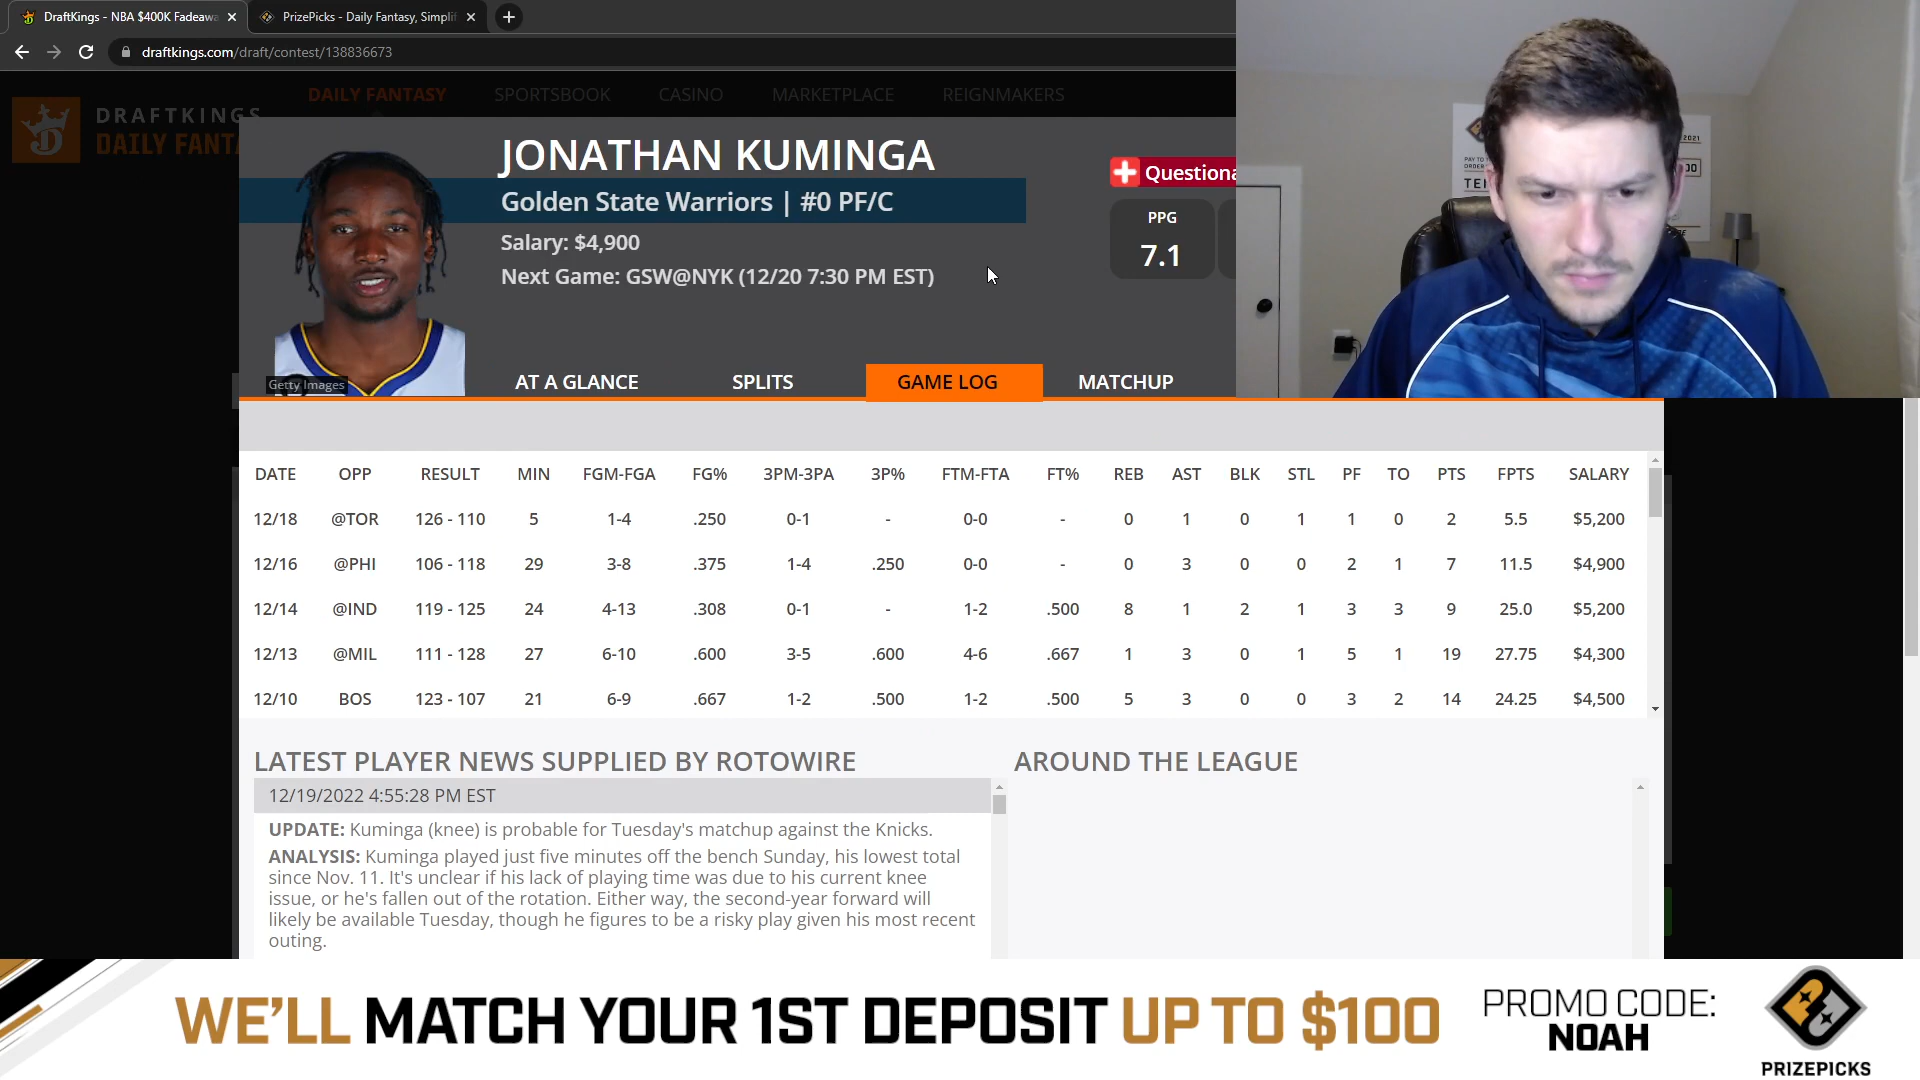 DraftKings - NBA $400K Fadeawa
PrizePicks - Daily Fantasy, Simplif
draftkings.com/draft/contest/138836673
DAILY FANTASY SPORTSBOOK CASINO MARKETPLACE REIGNMAKERS
DRAFTKINGS
DAILY FANTA
JONATHAN KUMINGA
Golden State Warriors | #0 PF/C
Salary: $4,900
Next Game: GSW@NYK (12/20 7:30 PM EST)
Questiona
PPG
7.1
Getty Images
AT A GLANCE SPLITS GAME LOG MATCHUP
DATE OPP RESULT MIN FGM-FGA FG% 3PM-3PA 3P% FTM-FTA FT% REB AST BLK STL PF TO PTS FPTS SALARY
12/18 @TOR 126 - 110 5 1-4 .250 0-1 - 0-0 - 0 1 0 1 1 0 2 5.5 $5,200
12/16 @PHI 106 - 118 29 3-8 .375 1-4 .250 0-0 - 0 3 0 0 2 1 7 11.5 $4,900
12/14 @IND 119 - 125 24 4-13 .308 0-1 - 1-2 .500 8 1 2 1 3 3 9 25.0 $5,200
12/13 @MIL 111 - 128 27 6-10 .600 3-5 .600 4-6 .667 1 3 0 1 5 1 19 27.75 $4,300
12/10 BOS 123 - 107 21 6-9 .667 1-2 .500 1-2 .500 5 3 0 0 3 2 14 24.25 $4,500
LATEST PLAYER NEWS SUPPLIED BY ROTOWIRE
12/19/2022 4:55:28 PM EST
UPDATE: Kuminga (knee) is probable for Tuesday's matchup against the Knicks.
ANALYSIS: Kuminga played just five minutes off the bench Sunday, his lowest total
since Nov. 11. It's unclear if his lack of playing time was due to his current knee
issue, or he's fallen out of the rotation. Either way, the second-year forward will
likely be available Tuesday, though he figures to be a risky play given his most recent
outing.
AROUND THE LEAGUE
WE'LL MATCH YOUR 1ST DEPOSIT UP TO $100
PROMO CODE:
NOAH
PRIZEPICKS